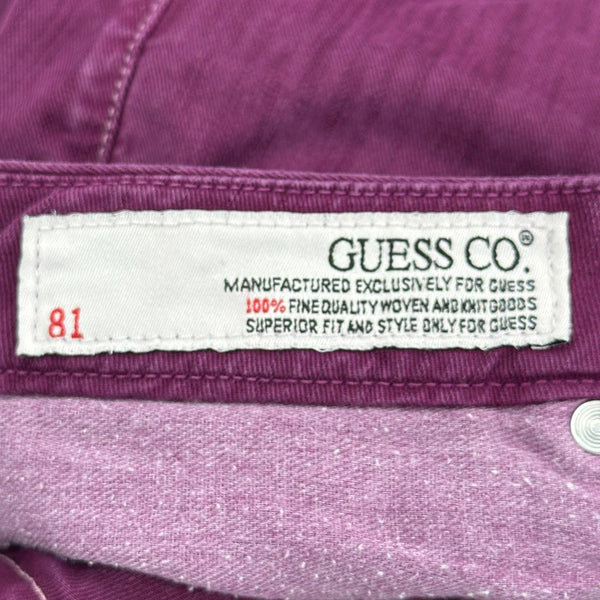 GUESS CO.®
MANUFACTURED EXCLUSIVELY FOR GUESS
100% FINE QUALITY WOVEN AND KNIT GOODS
SUPERIOR FIT AND STYLE ONLY FOR GUESS
81